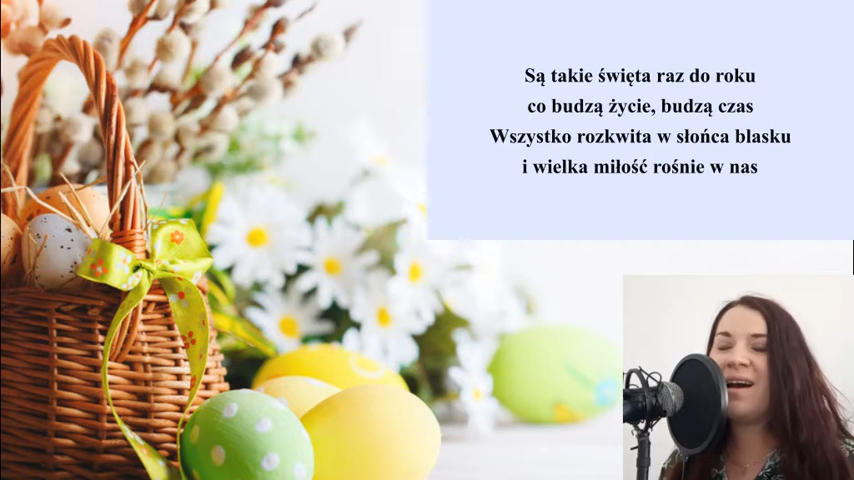 Są takie święta raz do roku
co budzą życie, budzą czas
Wszystko rozkwita w słońca blasku
i wielka miłość rośnie w nas